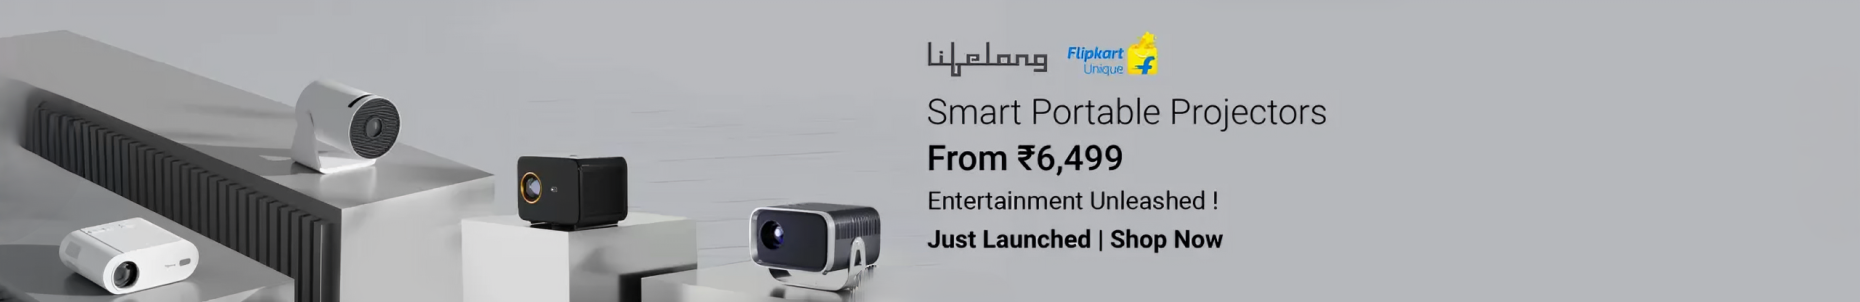 Lifelong Flipkart
Unique
Smart Portable Projectors
From ₹6,499
Entertainment Unleashed !
Just Launched | Shop Now